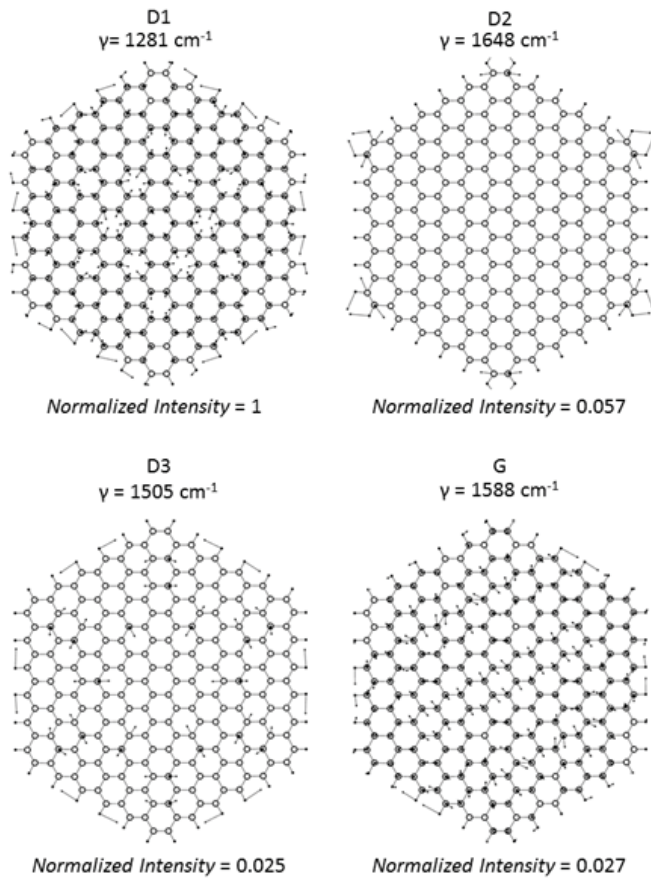 D1
γ= 1281 cm⁻¹
D2
γ = 1648 cm⁻¹
Normalized Intensity = 1
Normalized Intensity = 0.057
D3
γ = 1505 cm⁻¹
G
γ = 1588 cm⁻¹
Normalized Intensity = 0.025
Normalized Intensity = 0.027